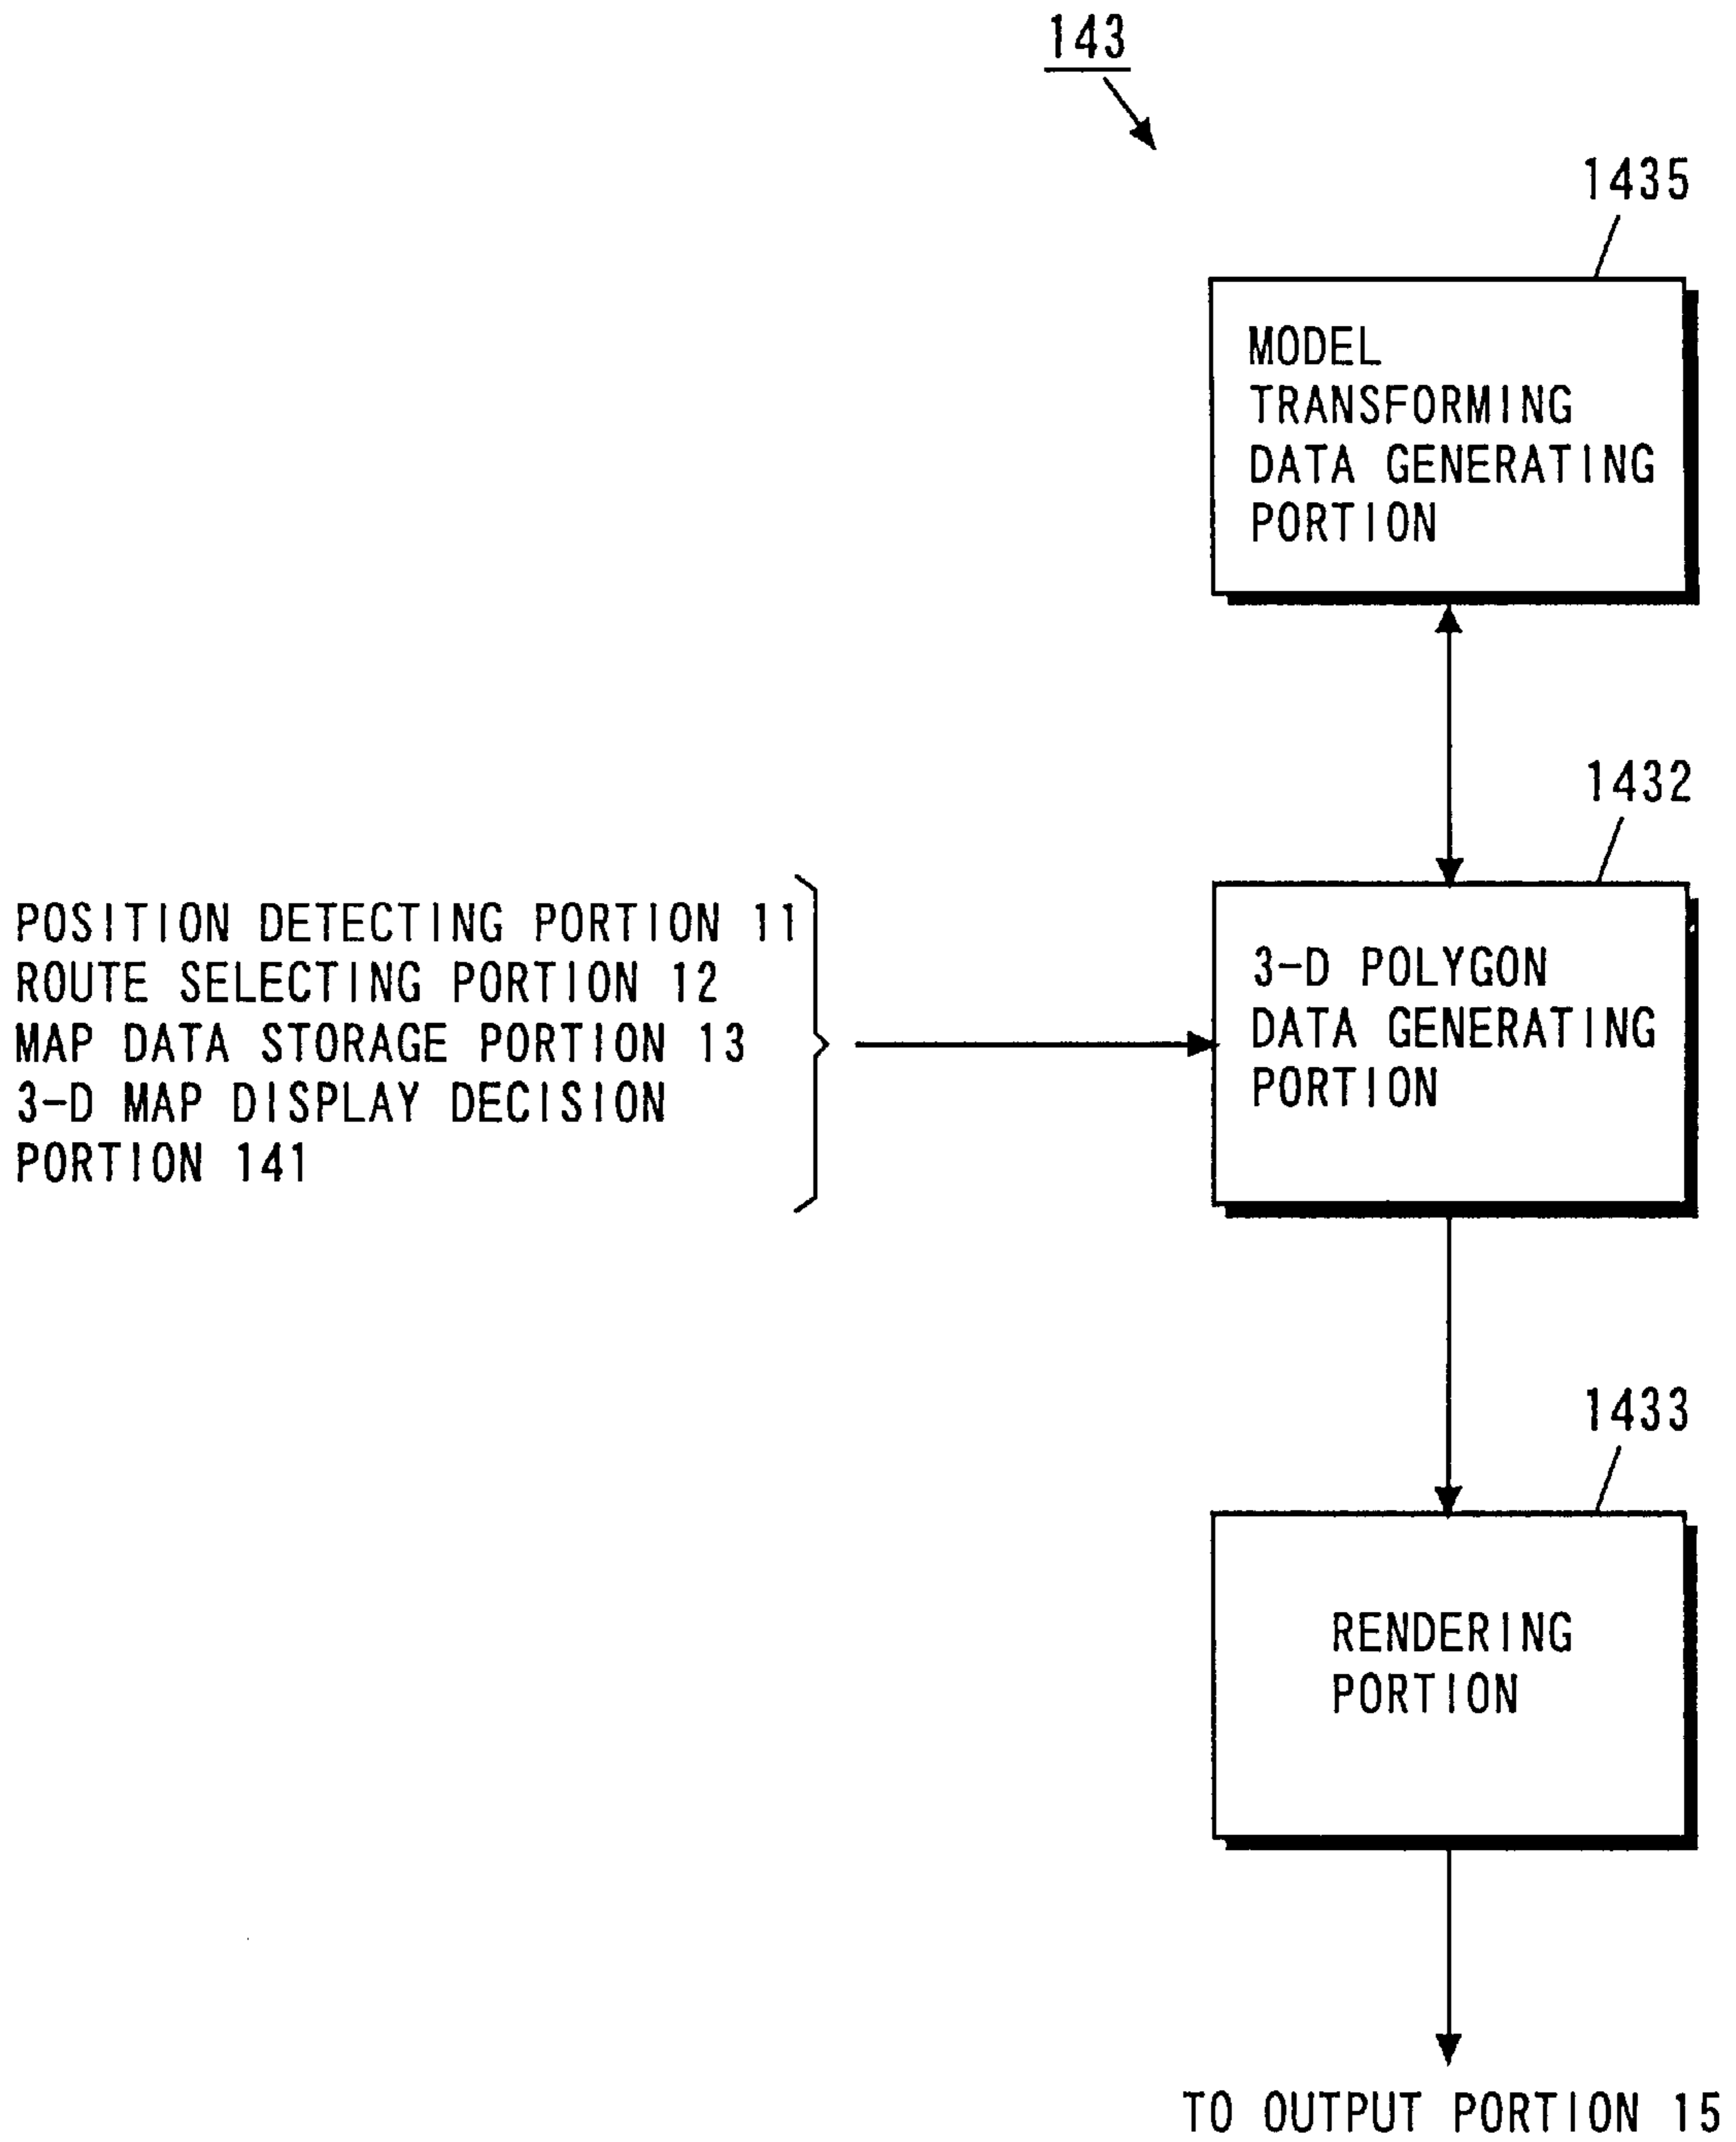 143
1435
MODEL
TRANSFORMING
DATA GENERATING
PORTION
1432
POSITION DETECTING PORTION 11
ROUTE SELECTING PORTION 12
MAP DATA STORAGE PORTION 13
3-D MAP DISPLAY DECISION
PORTION 141
3-D POLYGON
DATA GENERATING
PORTION
1433
RENDERING
PORTION
TO OUTPUT PORTION 15